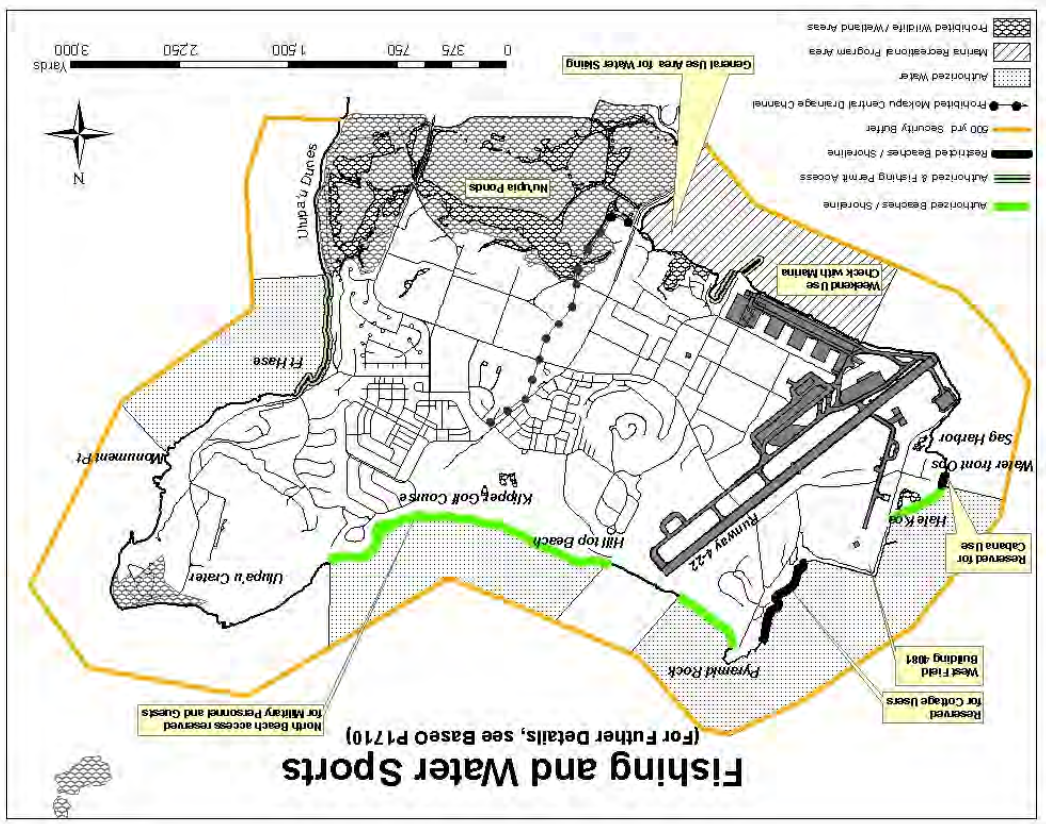 Fishing and Water Sports
(For Futher Details, see BaseO P1710)
Reserved
for Cottage Users
North Beach access reserved
for Military Personnel and Guests
West Field
Building 4081
Pyramid Rock
Ulupa'u Crater
Reserved for
Cabana Use
Hale Koa
Runway 4-22
Hilltop Beach
Klipper Golf Course
Water front Ops
Sag Harbor
Monument Pt
Ft Hase
Weekend Use
Check with Marina
Nu'upia Ponds
Ulupa'u Dunes
N
Authorized Beaches / Shoreline
Authorized & Fishing Permit Access
Restricted Beaches / Shoreline
500 yrd Security Buffer
Prohibited Mokapu Central Drainage Channel
Authorized Water
Marina Recreational Program Area
Prohibited Wildlife / Wetland Areas
General Use Area for Water Skiing
Yards
0 375 750 1,500 2,250 3,000